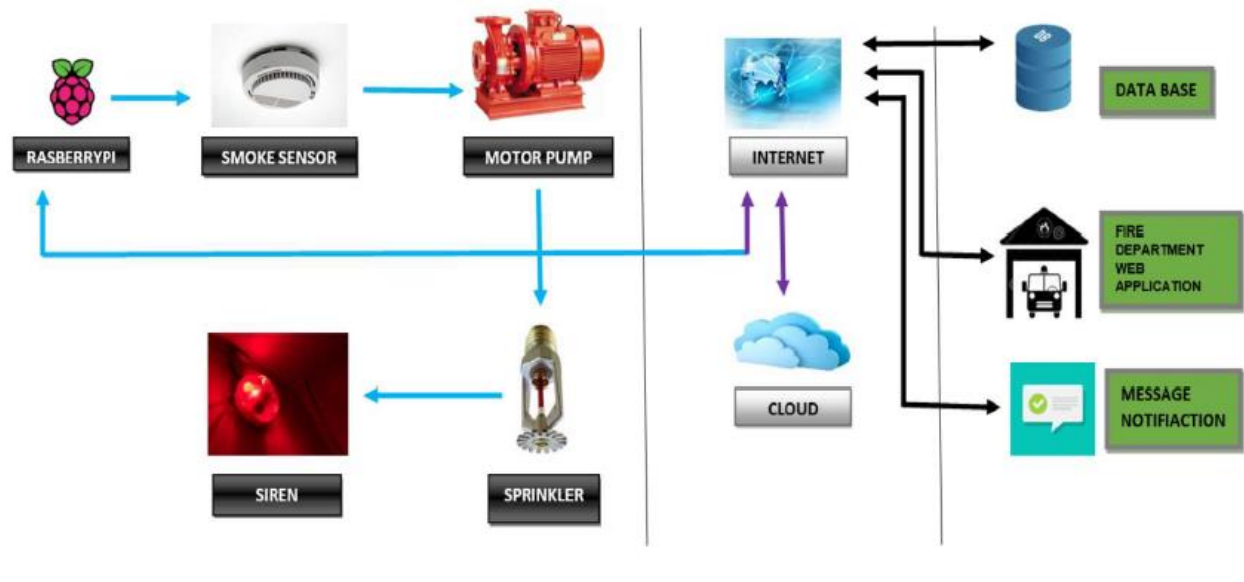 RASBERRYPI
SMOKE SENSOR
MOTOR PUMP
INTERNET
DATA BASE
FIRE
DEPARTMENT
WEB
APPLICATION
CLOUD
MESSAGE
NOTIFIACTION
SIREN
SPRINKLER